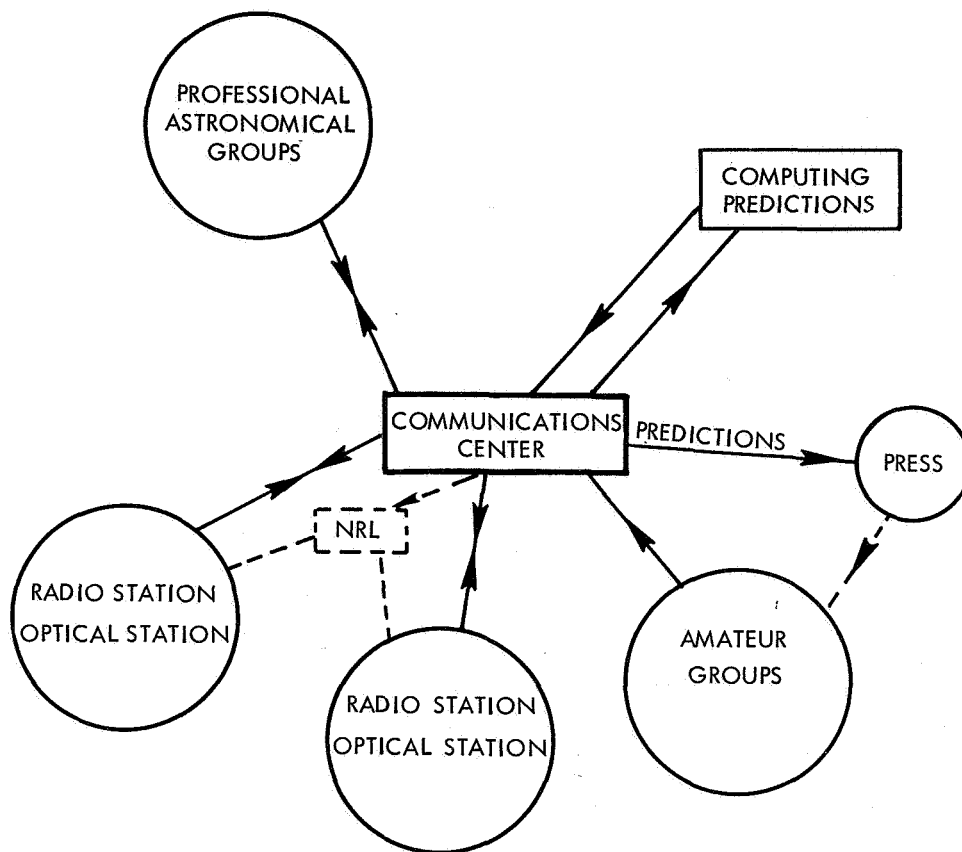 PROFESSIONAL
ASTRONOMICAL
GROUPS
COMPUTING
PREDICTIONS
COMMUNICATIONS
CENTER
PREDICTIONS
PRESS
NRL
RADIO STATION
OPTICAL STATION
RADIO STATION
OPTICAL STATION
AMATEUR
GROUPS